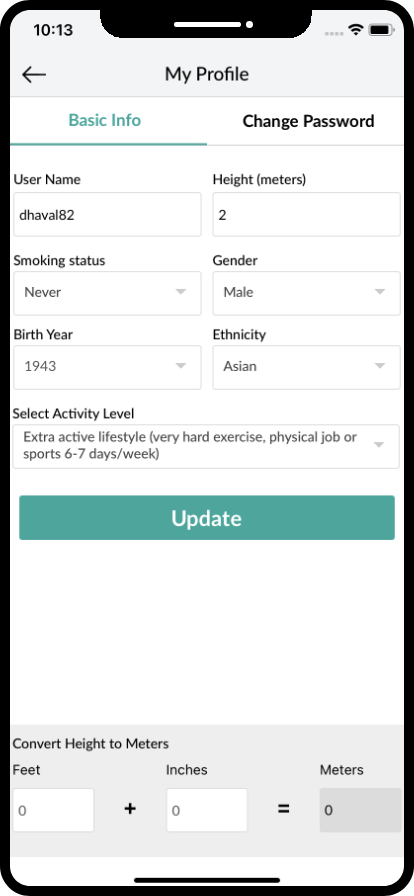 10:13
My Profile
Basic Info
Change Password
User Name
Height (meters)
dhaval82
2
Smoking status
Gender
Never
Male
Birth Year
Ethnicity
1943
Asian
Select Activity Level
Extra active lifestyle (very hard exercise, physical job or
sports 6-7 days/week)
Update
Convert Height to Meters
Feet
Inches
Meters
0 + 0 = 0